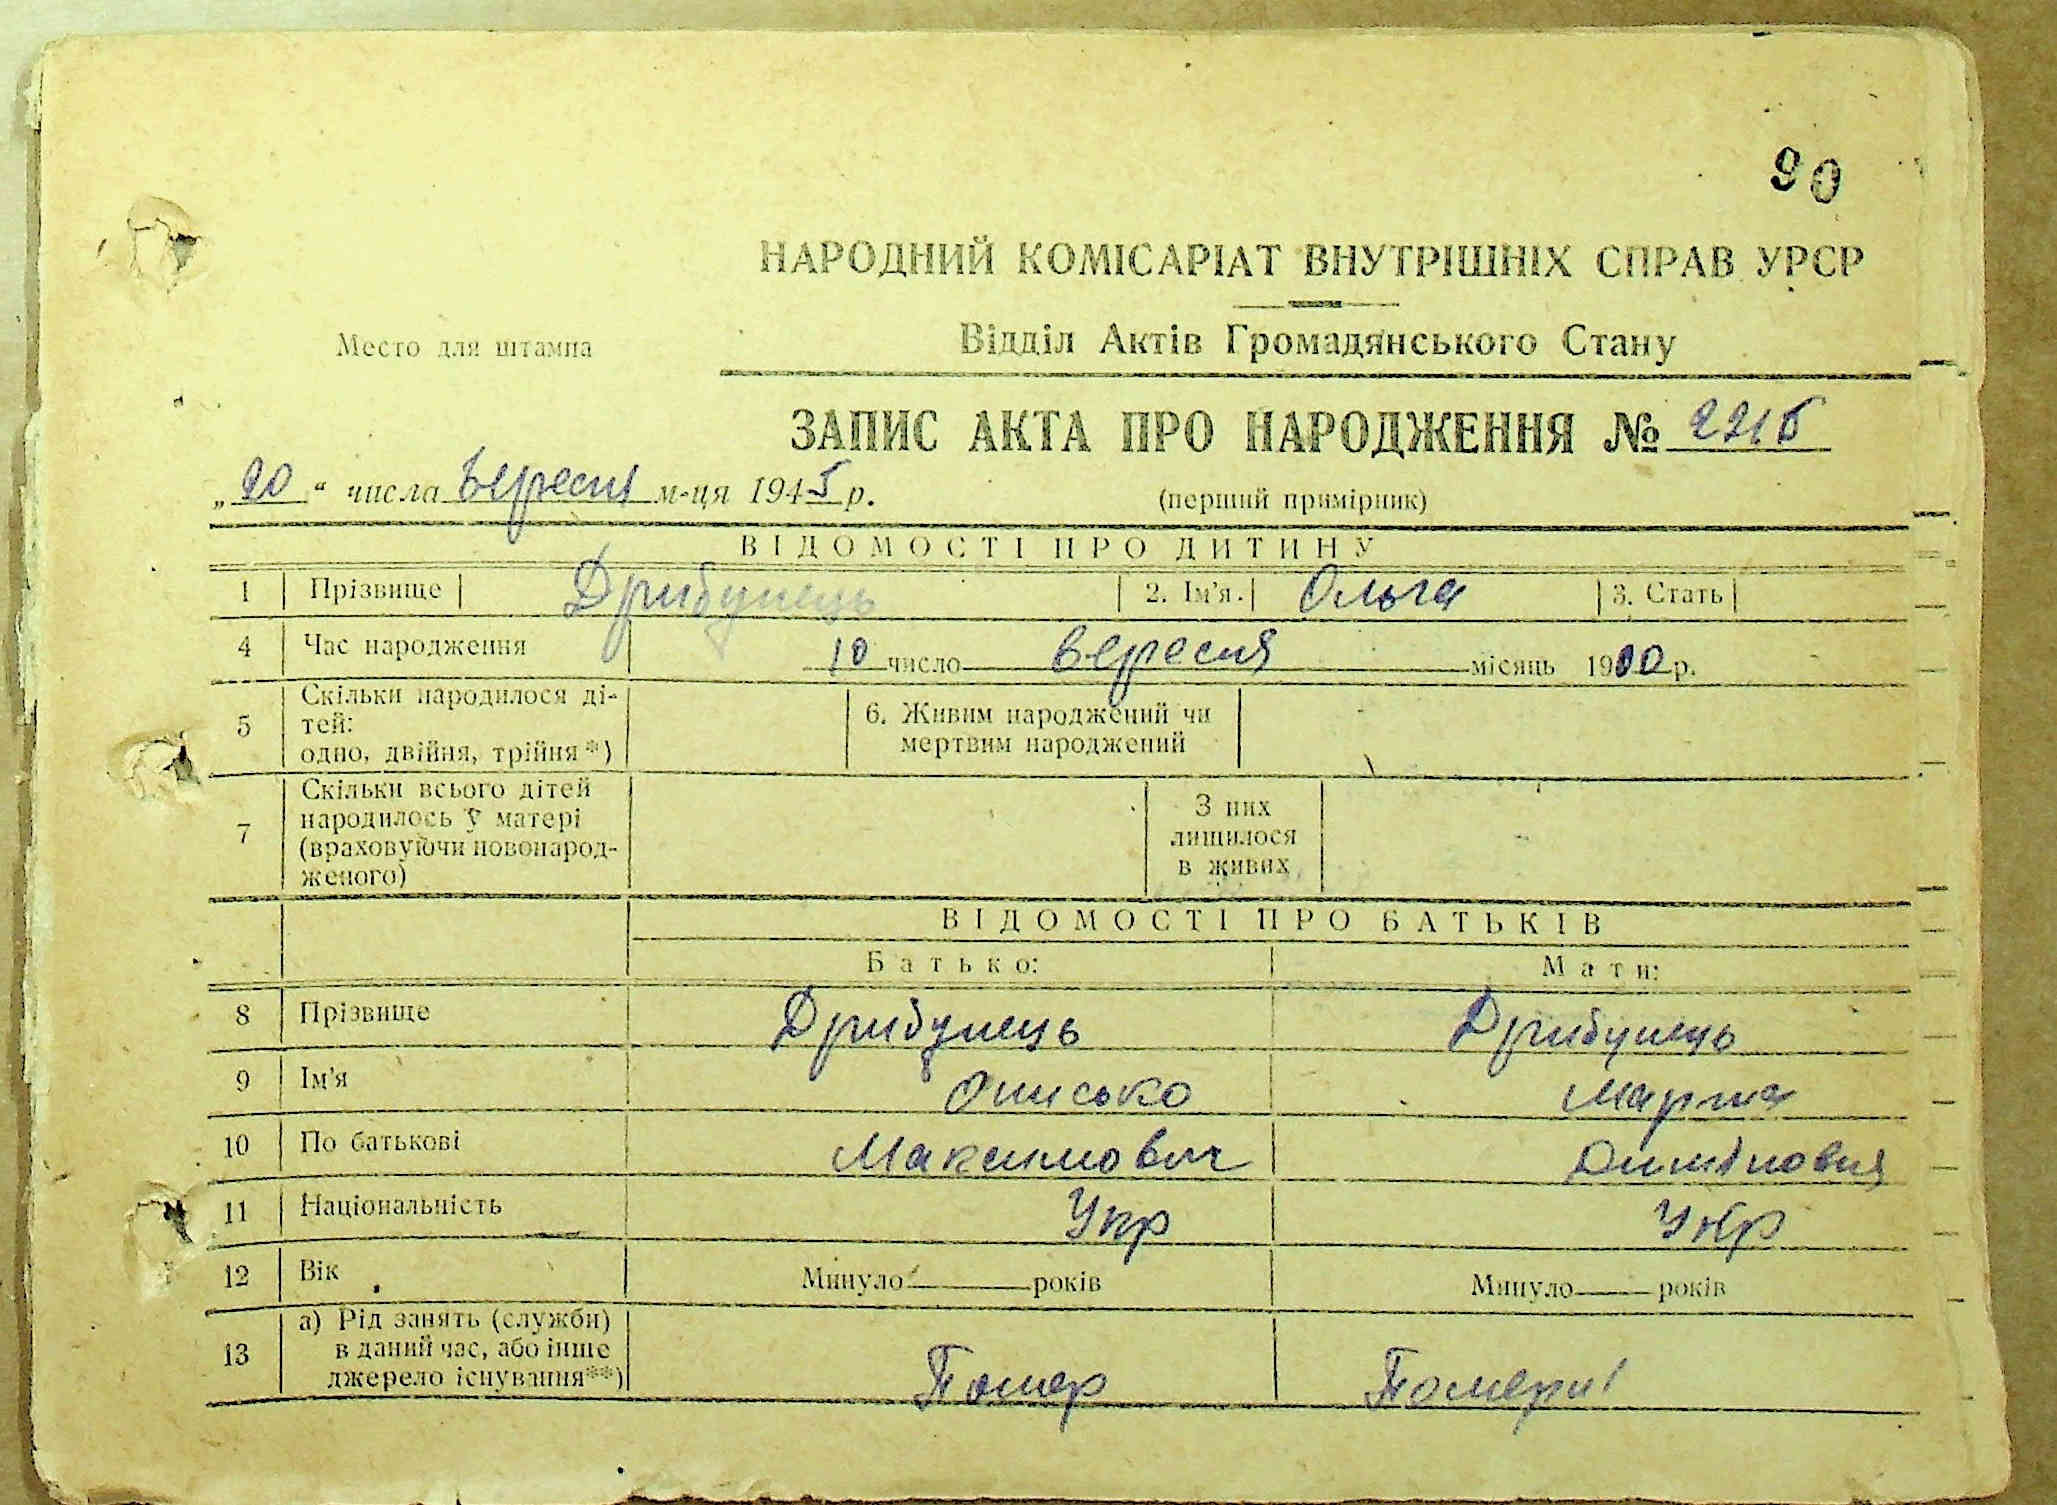 90
НАРОДНИЙ КОМІСАРІАТ ВНУТРІШНІХ СПРАВ УРСР
Место для штампа
Відділ Актів Громадянського Стану
ЗАПИС АКТА ПРО НАРОДЖЕННЯ №
„20“ числа вересня м-ця 1945 р.
(перший примірник)
ВІДОМОСТІ ПРО ДИТИНУ
1 Прізвище Дрибунець 2. Ім'я. Ольга 3. Стать
4 Час народження 10 число вересня місяць 1900 р.
5 Скільки народилося ді-
тей:
одно, двійня, трійня*)
6. Живим народжений чи
мертвим народжений
7 Скільки всього дітей
народилось у матері
(враховуючи новонарод-
женого)
З них
лишилося
в живих
ВІДОМОСТІ ПРО БАТЬКІВ
Батько: Мати:
8 Прізвище Дрибунець Дрибунець
9 Ім'я Онисько
10 По батькові Максимович
11 Національність Укр Укр
12 Вік Минуло років Минуло років
13 а) Рід занять (служби)
в даний час, або інше
джерело існування**)
Помер Померл